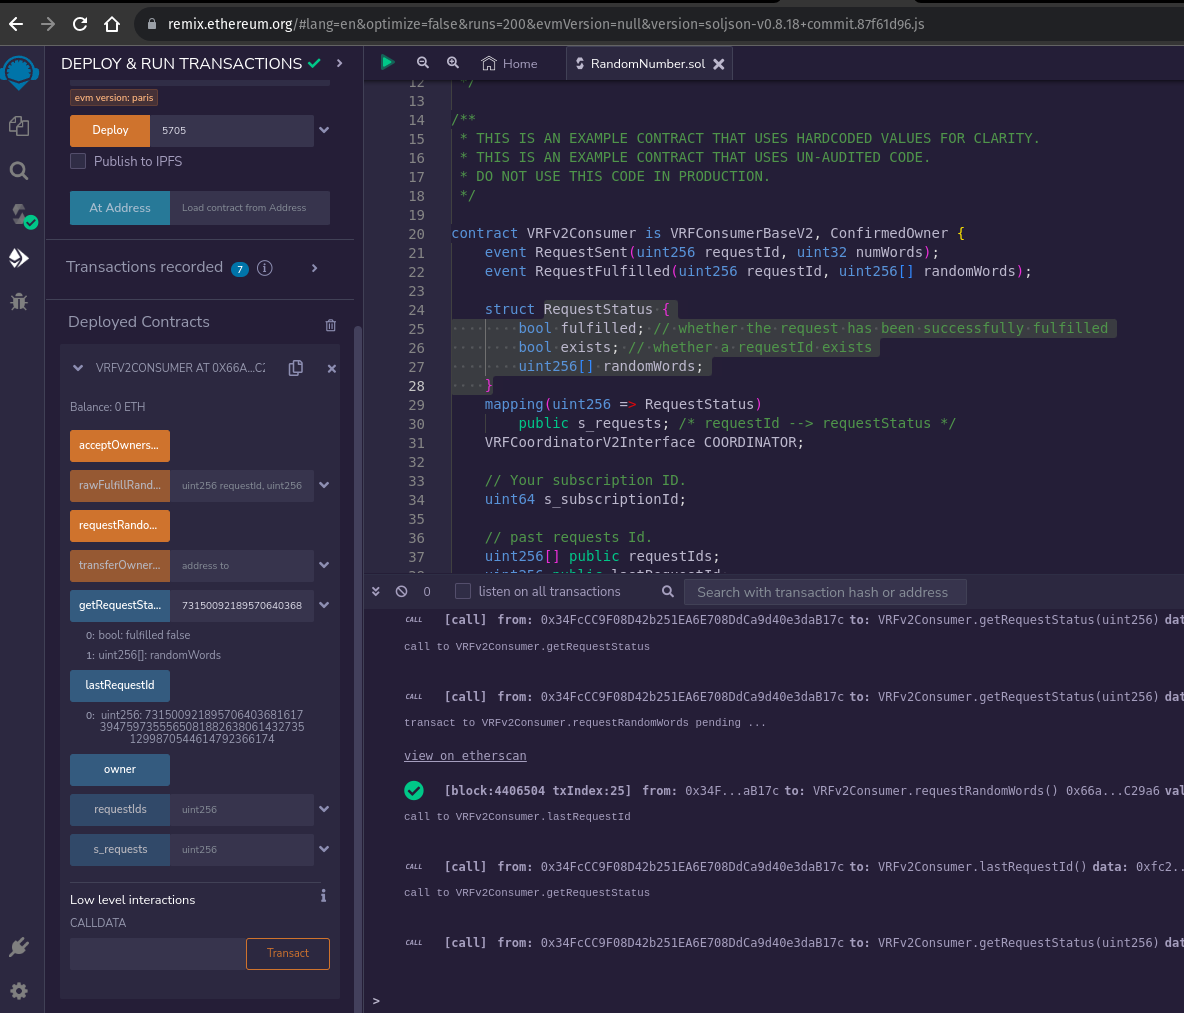 remix.ethereum.org/#lang=en&optimize=false&runs=200&evmVersion=null&version=soljson-v0.8.18+commit.87f61d96.js
DEPLOY & RUN TRANSACTIONS
evm version: paris
Deploy 5705
Publish to IPFS
At Address Load contract from Address
Transactions recorded 7 i
Deployed Contracts
VRFV2CONSUMER AT 0X66A...C2
Balance: 0 ETH
acceptOwners...
rawFulfillRand... uint256 requestId, uint256
requestRando...
transferOwner... address to
getRequestSta... 73150092189570640368
0: bool: fulfilled false
1: uint256[]: randomWords
lastRequestId
0: uint256: 731500921895706403681617
394759735556508188263806143 2735
129987054461479236 6174
owner
requestIds uint256
s_requests uint256
Low level interactions i
CALLDATA
Transact
Home
RandomNumber.sol
12 */
13
14 /**
15 * THIS IS AN EXAMPLE CONTRACT THAT USES HARDCODED VALUES FOR CLARITY.
16 * THIS IS AN EXAMPLE CONTRACT THAT USES UN-AUDITED CODE.
17 * DO NOT USE THIS CODE IN PRODUCTION.
18 */
19
20 contract VRFv2Consumer is VRFConsumerBaseV2, ConfirmedOwner {
21 event RequestSent(uint256 requestId, uint32 numWords);
22 event RequestFulfilled(uint256 requestId, uint256[] randomWords);
23
24 struct RequestStatus {
25 bool fulfilled; // whether the request has been successfully fulfilled
26 bool exists; // whether a requestId exists
27 uint256[] randomWords;
28 }
29 mapping(uint256 => RequestStatus)
30 public s_requests; /* requestId --> requestStatus */
31 VRFCoordinatorV2Interface COORDINATOR;
32
33 // Your subscription ID.
34 uint64 s_subscriptionId;
35
36 // past requests Id.
37 uint256[] public requestIds;
38 uint256 public lastRequestId
0 listen on all transactions Search with transaction hash or address
CALL [call] from: 0x34FcCC9F08D42b251EA6E708DdCa9d40e3daB17c to: VRFv2Consumer.getRequestStatus(uint256) dat
call to VRFv2Consumer.getRequestStatus
CALL [call] from: 0x34FcCC9F08D42b251EA6E708DdCa9d40e3daB17c to: VRFv2Consumer.getRequestStatus(uint256) dat
transact to VRFv2Consumer.requestRandomWords pending ...
view on etherscan
[block:4406504 txIndex:25] from: 0x34F...aB17c to: VRFv2Consumer.requestRandomWords() 0x66a...C29a6 val
call to VRFv2Consumer.lastRequestId
CALL [call] from: 0x34FcCC9F08D42b251EA6E708DdCa9d40e3daB17c to: VRFv2Consumer.lastRequestId() data: 0xfc2..
call to VRFv2Consumer.getRequestStatus
CALL [call] from: 0x34FcCC9F08D42b251EA6E708DdCa9d40e3daB17c to: VRFv2Consumer.getRequestStatus(uint256) dat
>